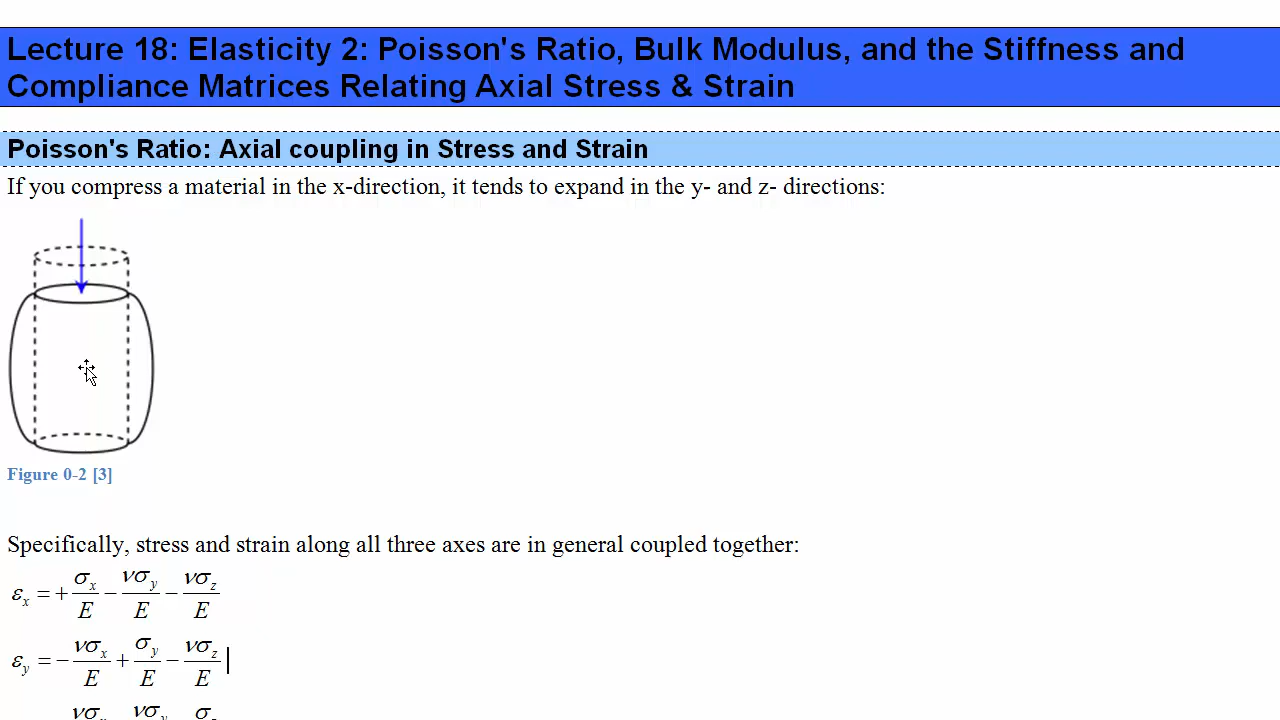 Lecture 18: Elasticity 2: Poisson's Ratio, Bulk Modulus, and the Stiffness and
Compliance Matrices Relating Axial Stress & Strain
Poisson's Ratio: Axial coupling in Stress and Strain
If you compress a material in the x-direction, it tends to expand in the y- and z- directions:
Figure 0-2 [3]
Specifically, stress and strain along all three axes are in general coupled together:
εx = + σx/E − νσy/E − νσz/E
εy = − νσx/E + σy/E − νσz/E
νσx νσy σz